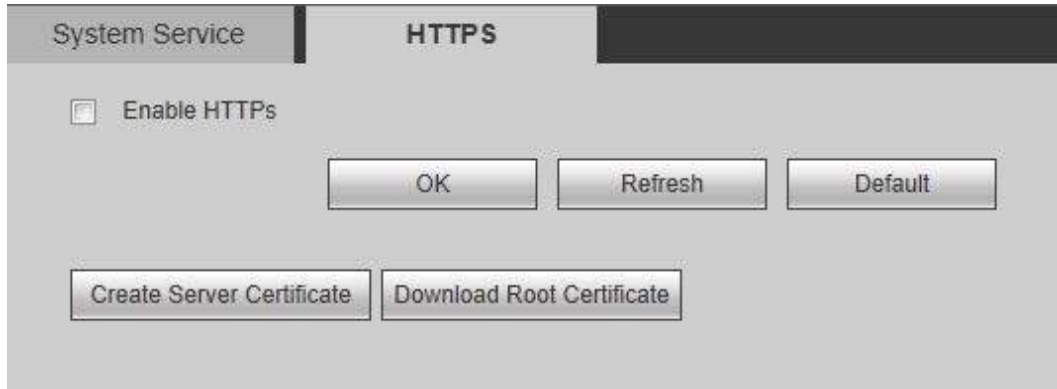 System Service HTTPS
Enable HTTPs
OK Refresh Default
Create Server Certificate Download Root Certificate